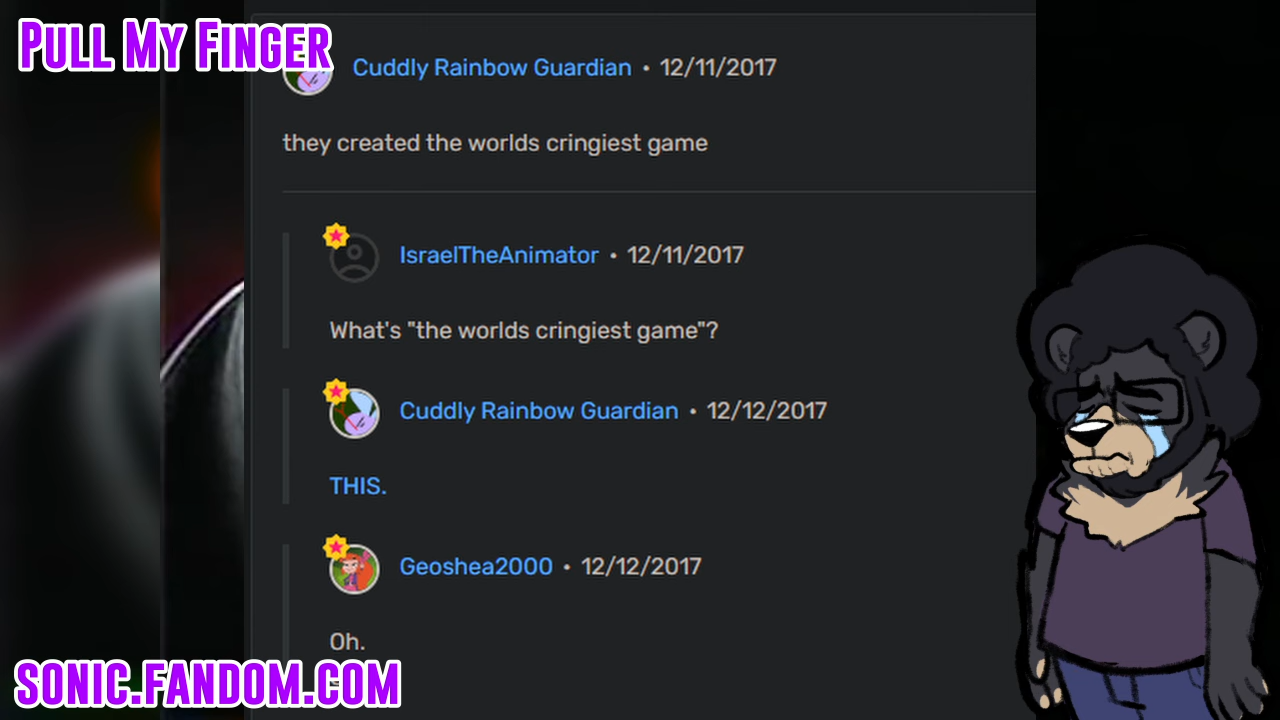 Pull My Finger
Cuddly Rainbow Guardian • 12/11/2017
they created the worlds cringiest game
IsraelTheAnimator • 12/11/2017
What's "the worlds cringiest game"?
Cuddly Rainbow Guardian • 12/12/2017
THIS.
Geoshea2000 • 12/12/2017
Oh.
SONIC.FANDOM.COM